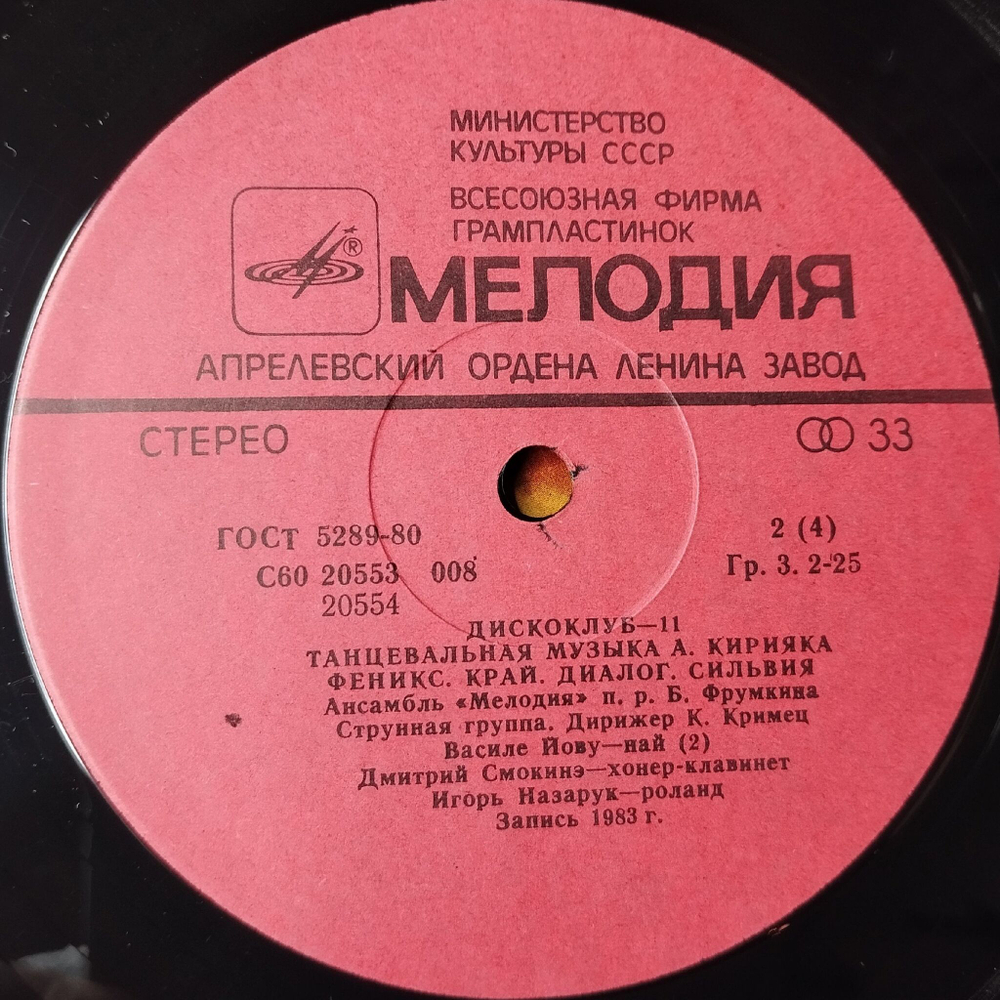 МИНИСТЕРСТВО
КУЛЬТУРЫ СССР
ВСЕСОЮЗНАЯ ФИРМА
ГРАМПЛАСТИНОК
®
МЕЛОДИЯ
АПРЕЛЕВСКИЙ ОРДЕНА ЛЕНИНА ЗАВОД
СТЕРЕО 33
ГОСТ 5289-80 2 (4)
С60 20553 008 Гр. 3. 2-25
20554
ДИСКОКЛУБ—11
ТАНЦЕВАЛЬНАЯ МУЗЫКА А. КИРИЯКА
ФЕНИКС. КРАЙ. ДИАЛОГ. СИЛЬВИЯ
Ансамбль «Мелодия» п. р. Б. Фрумкина
Струнная группа. Дирижер К. Кримец
Василе Йову—най (2)
Дмитрий Смокинэ—хонер-клавинет
Игорь Назарук—роланд
Запись 1983 г.